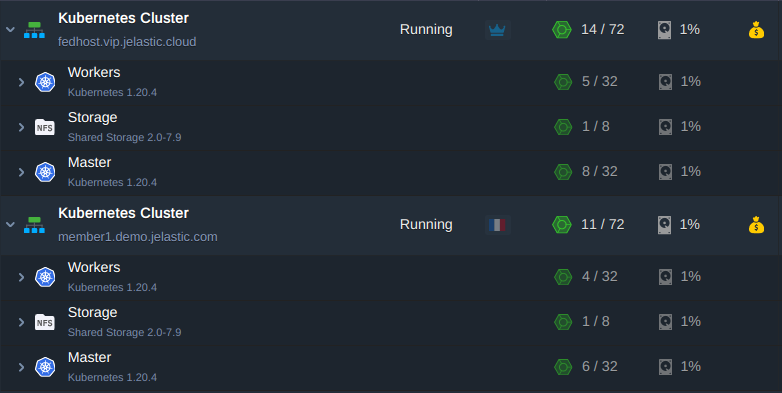 Kubernetes Cluster
fedhost.vip.jelastic.cloud
Running
14 / 72
1%
$
Workers
Kubernetes 1.20.4
5 / 32
1%
NFS
Storage
Shared Storage 2.0-7.9
1 / 8
1%
Master
Kubernetes 1.20.4
8 / 32
1%
Kubernetes Cluster
member1.demo.jelastic.com
Running
11 / 72
1%
$
Workers
Kubernetes 1.20.4
4 / 32
1%
NFS
Storage
Shared Storage 2.0-7.9
1 / 8
1%
Master
Kubernetes 1.20.4
6 / 32
1%